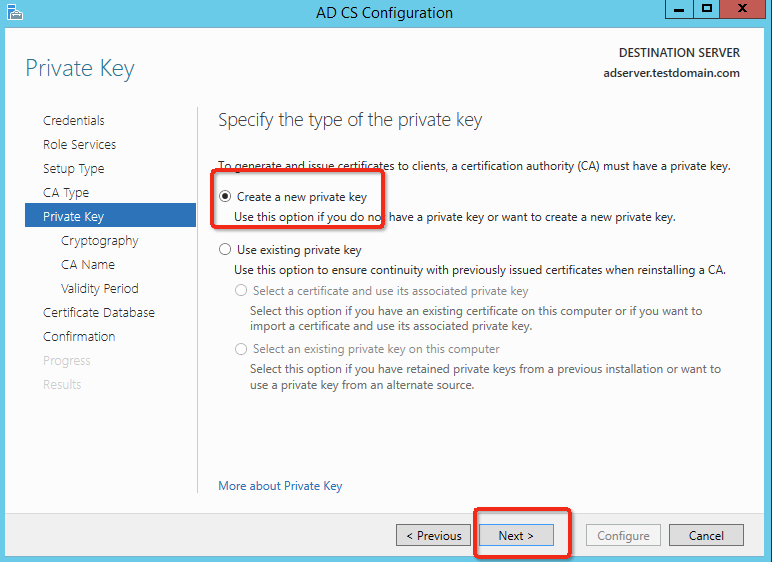 AD CS Configuration
Private Key
DESTINATION SERVER
adserver.testdomain.com
Credentials
Role Services
Setup Type
CA Type
Private Key
Cryptography
CA Name
Validity Period
Certificate Database
Confirmation
Progress
Results
Specify the type of the private key
To generate and issue certificates to clients, a certification authority (CA) must have a private key.
Create a new private key
Use this option if you do not have a private key or want to create a new private key.
Use existing private key
Use this option to ensure continuity with previously issued certificates when reinstalling a CA.
Select a certificate and use its associated private key
Select this option if you have an existing certificate on this computer or if you want to
import a certificate and use its associated private key.
Select an existing private key on this computer
Select this option if you have retained private keys from a previous installation or want to
use a private key from an alternate source.
More about Private Key
< Previous
Next >
Configure
Cancel